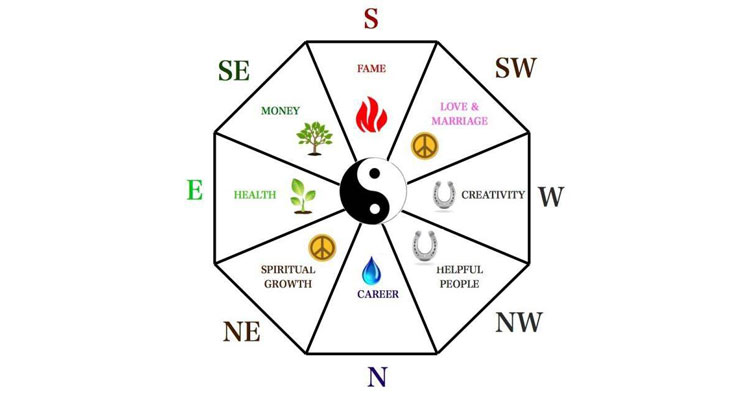 S
SE
SW
FAME
MONEY
LOVE &
MARRIAGE
E
HEALTH
CREATIVITY
W
SPIRITUAL
GROWTH
HELPFUL
PEOPLE
CAREER
NE
NW
N